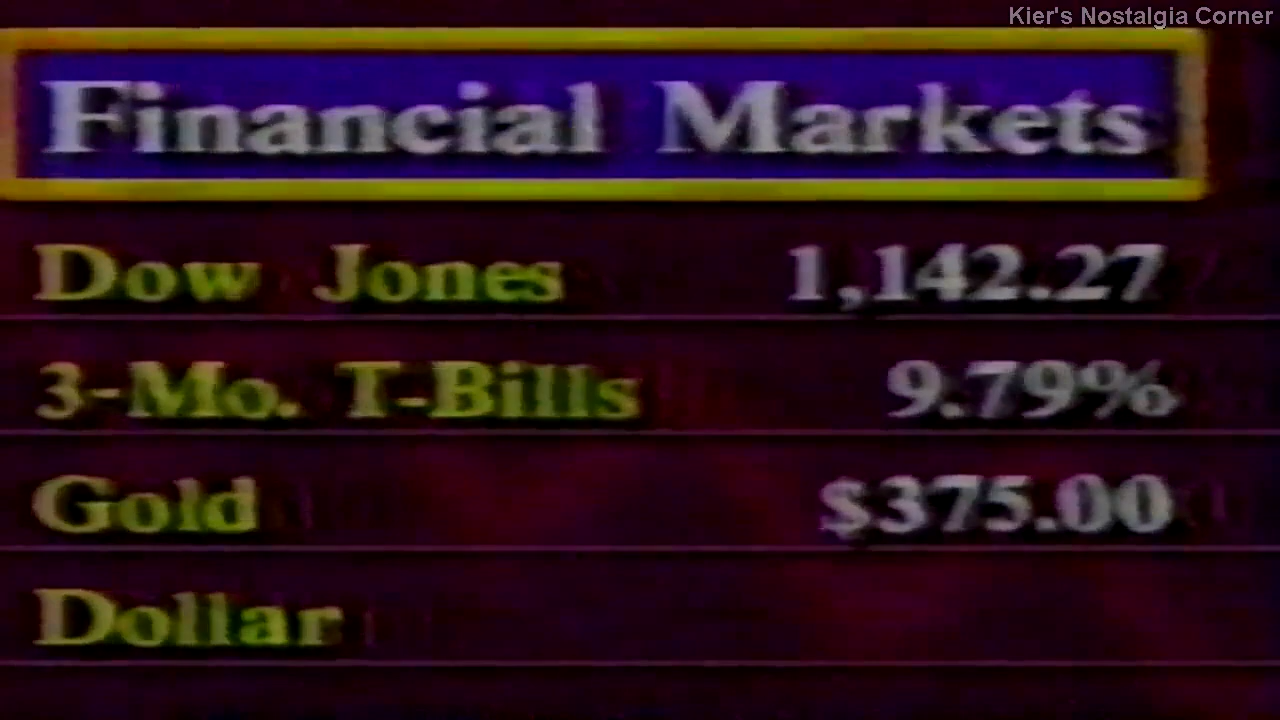 Kier's Nostalgia Corner
Financial Markets
Dow Jones 1,142.27
3-Mo. T-Bills 9.79%
Gold $375.00
Dollar